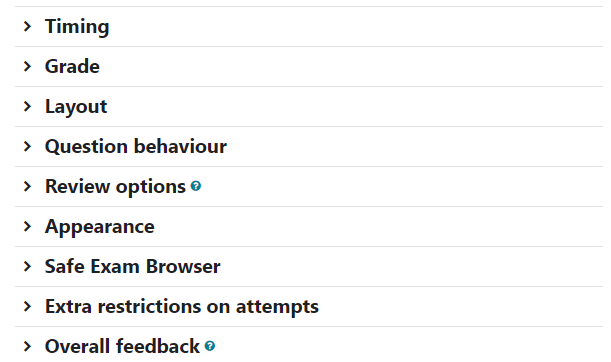 Timing
Grade
Layout
Question behaviour
Review options
Appearance
Safe Exam Browser
Extra restrictions on attempts
Overall feedback